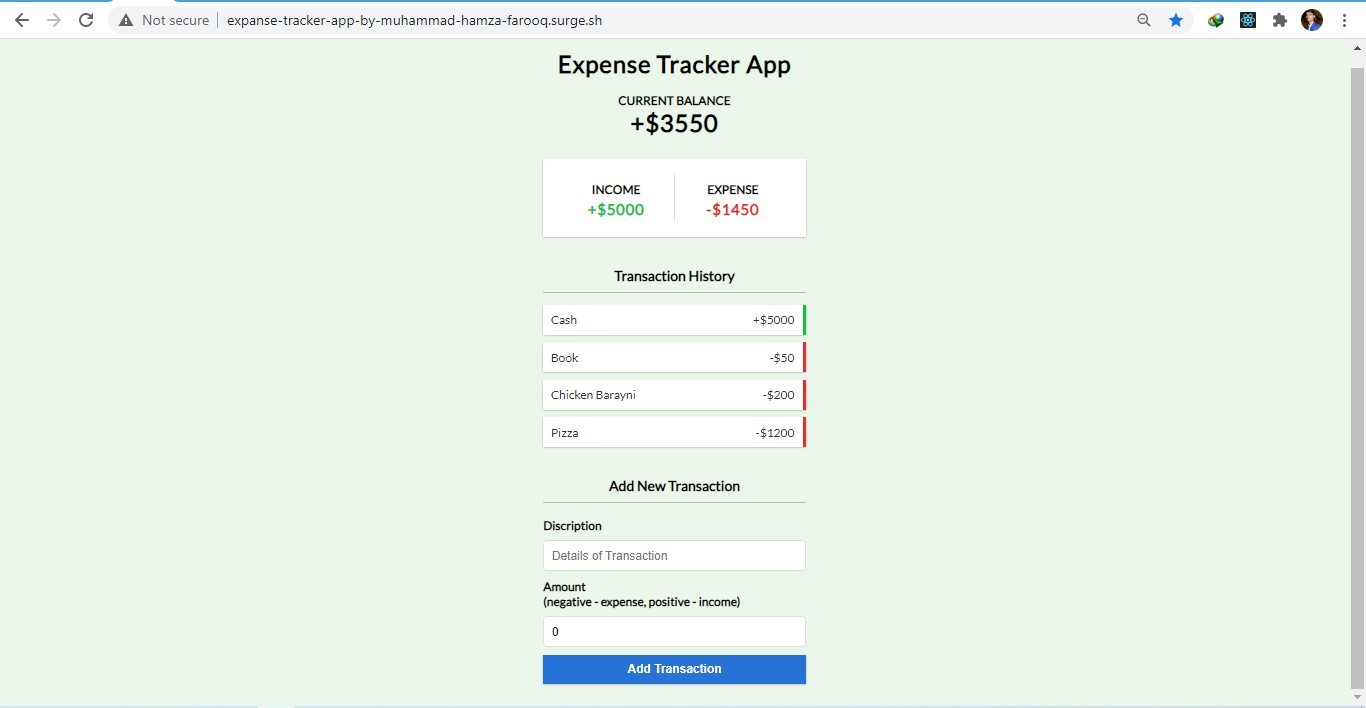 Not secure
expanse-tracker-app-by-muhammad-hamza-farooq.surge.sh
Expense Tracker App
CURRENT BALANCE
+$3550
INCOME EXPENSE
+$5000 -$1450
Transaction History
Cash +$5000
Book -$50
Chicken Barayni -$200
Pizza -$1200
Add New Transaction
Discription
Details of Transaction
Amount
(negative - expense, positive - income)
0
Add Transaction